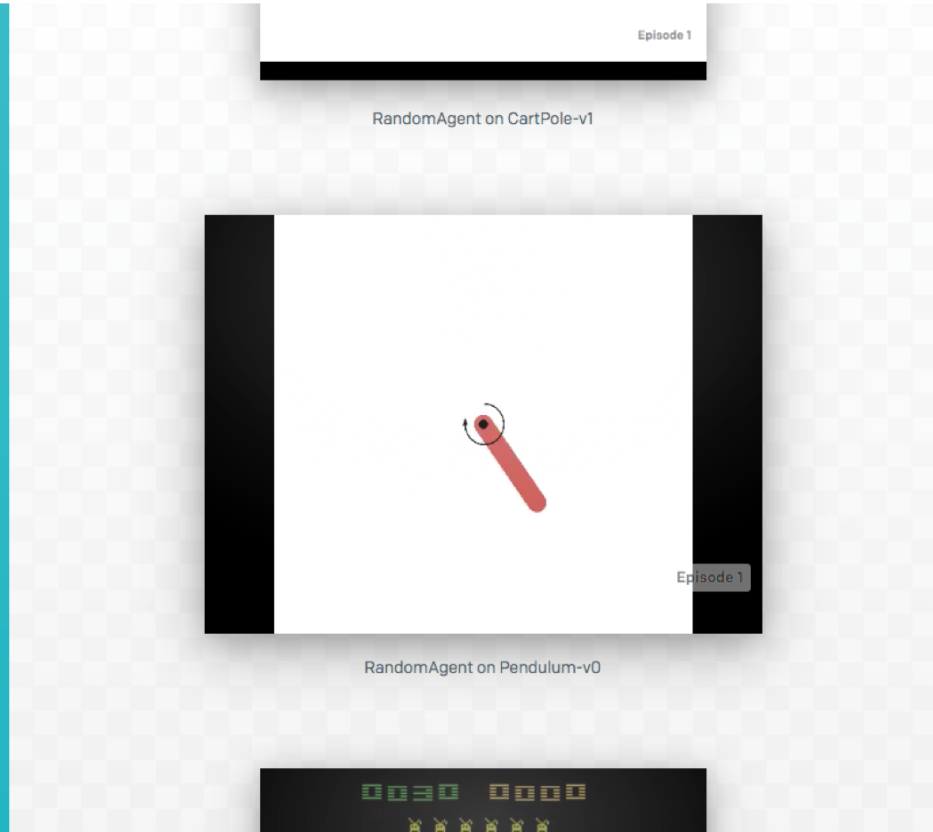 Episode 1
RandomAgent on CartPole-v1
Episode 1
RandomAgent on Pendulum-v0
0030 0000